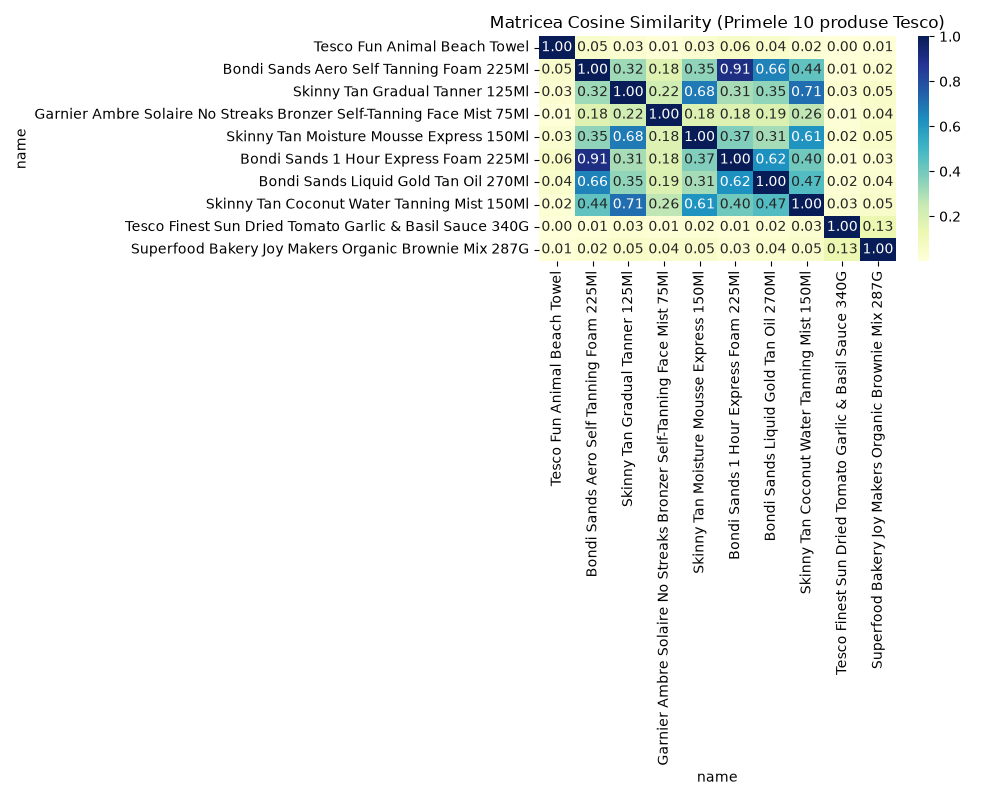 Matricea Cosine Similarity (Primele 10 produse Tesco)
name
Tesco Fun Animal Beach Towel 1.00 0.05 0.03 0.01 0.03 0.06 0.04 0.02 0.00 0.01
Bondi Sands Aero Self Tanning Foam 225Ml 0.05 1.00 0.32 0.18 0.35 0.91 0.66 0.44 0.01 0.02
Skinny Tan Gradual Tanner 125Ml 0.03 0.32 1.00 0.22 0.68 0.31 0.35 0.71 0.03 0.05
Garnier Ambre Solaire No Streaks Bronzer Self-Tanning Face Mist 75Ml 0.01 0.18 0.22 1.00 0.18 0.18 0.19 0.26 0.01 0.04
Skinny Tan Moisture Mousse Express 150Ml 0.03 0.35 0.68 0.18 1.00 0.37 0.31 0.61 0.02 0.05
Bondi Sands 1 Hour Express Foam 225Ml 0.06 0.91 0.31 0.18 0.37 1.00 0.62 0.40 0.01 0.03
Bondi Sands Liquid Gold Tan Oil 270Ml 0.04 0.66 0.35 0.19 0.31 0.62 1.00 0.47 0.02 0.04
Skinny Tan Coconut Water Tanning Mist 150Ml 0.02 0.44 0.71 0.26 0.61 0.40 0.47 1.00 0.03 0.05
Tesco Finest Sun Dried Tomato Garlic & Basil Sauce 340G 0.00 0.01 0.03 0.01 0.02 0.01 0.02 0.03 1.00 0.13
Superfood Bakery Joy Makers Organic Brownie Mix 287G 0.01 0.02 0.05 0.04 0.05 0.03 0.04 0.05 0.13 1.00
1.0
0.8
0.6
0.4
0.2
Tesco Fun Animal Beach Towel
Bondi Sands Aero Self Tanning Foam 225Ml
Skinny Tan Gradual Tanner 125Ml
Garnier Ambre Solaire No Streaks Bronzer Self-Tanning Face Mist 75Ml
Skinny Tan Moisture Mousse Express 150Ml
Bondi Sands 1 Hour Express Foam 225Ml
Bondi Sands Liquid Gold Tan Oil 270Ml
Skinny Tan Coconut Water Tanning Mist 150Ml
Tesco Finest Sun Dried Tomato Garlic & Basil Sauce 340G
Superfood Bakery Joy Makers Organic Brownie Mix 287G
name